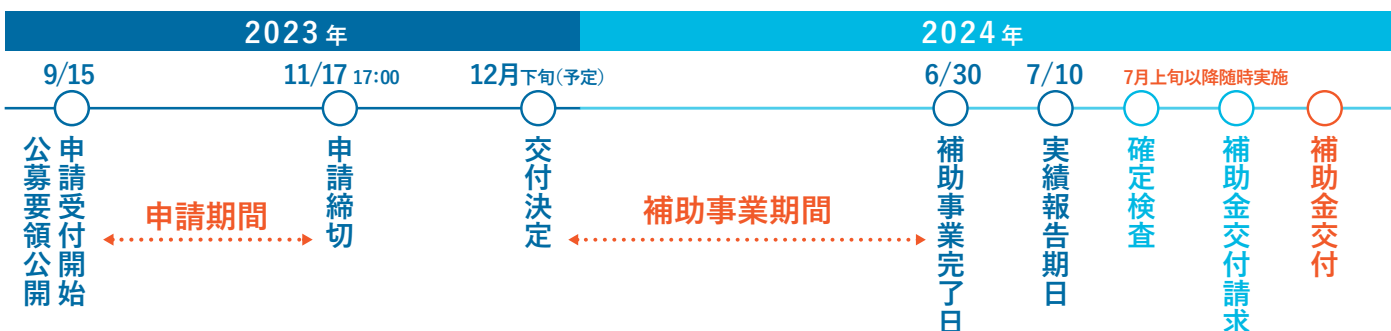 2023年
2024年
9/15
11/17 17:00
12月下旬(予定)
6/30
7/10
7月上旬以降随時実施
申請受付開始
公募要領公開
申請期間
申請締切
交付決定
補助事業期間
補助事業完了日
実績報告期日
確定検査
補助金交付請求
補助金交付